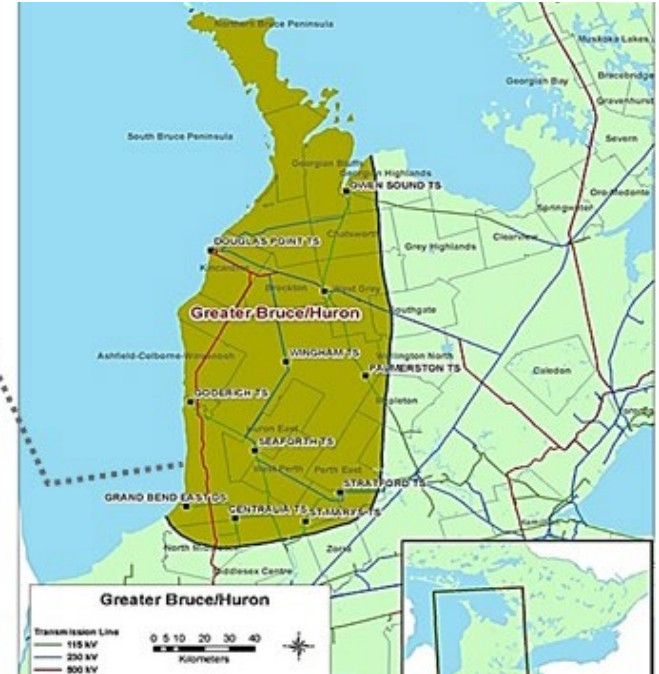 Northern Bruce Peninsula
Muskoka Lakes
Georgian Bay
Bracebridge
Gravenhurst
South Bruce Peninsula
Severn
Georgian Bluffs
Georgian Highlands
OWEN SOUND TS
Oro-Medonte
Springwater
Chatsworth
Clearview
DOUGLAS POINT TS
Grey Highlands
Kincardine
Brockton
West Grey
Southgate
Greater Bruce/Huron
WINGHAM TS
Wellington North
Ashfield-Colborne-Wawanosh
PALMERSTON TS
Caledon
GODERICH TS
Mapleton
Huron East
SEAFORTH TS
West Perth
Perth East
STRATFORD TS
GRAND BEND EAST DS
CENTRALIA TS
ST MARYS TS
Hamilton
North Middlesex
Zorra
Middlesex Centre
Greater Bruce/Huron
Transmission Line
115 kV
230 kV
500 kV
0 5 10 20 30 40
Kilometers